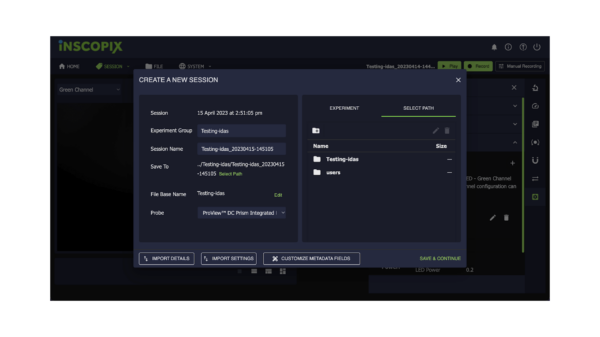 iNSCOPIX
HOME
SESSION
FILE
SYSTEM
Testing-idas_20230414-144...
Play
Record
Manual Recording
Green Channel
CREATE A NEW SESSION
Session
15 April 2023 at 2:51:05 pm
Experiment Group
Testing-idas
Session Name
Testing-idas_20230415-145105
Save To
../Testing-idas/Testing-idas_20230415
-145105 Select Path
File Base Name
Testing-idas
Edit
Probe
ProView™ DC Prism Integrated
EXPERIMENT
SELECT PATH
Name
Size
Testing-idas
—
users
—
ED - Green Channel
nel configuration can
IMPORT DETAILS
IMPORT SETTINGS
CUSTOMIZE METADATA FIELDS
SAVE & CONTINUE
LED Power
0.2